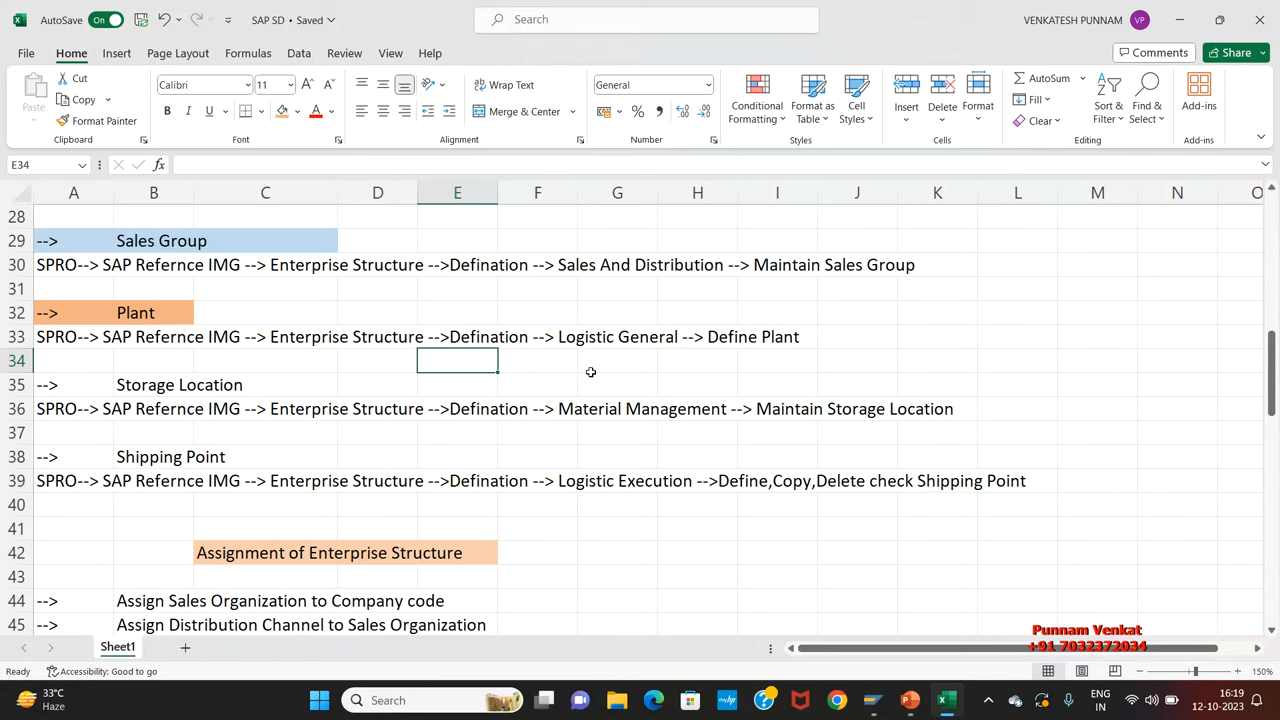 AutoSave On SAP SD • Saved Search VENKATESH PUNNAM VP
File Home Insert Page Layout Formulas Data Review View Help Comments Share
Paste Cut Copy Format Painter Clipboard
Calibri 11 A A B I U A Font
Wrap Text Merge & Center Alignment
General % , Number
Conditional Formatting Format as Table Cell Styles Styles
Insert Delete Format Cells
AutoSum Fill Clear Sort & Filter Find & Select Editing
Add-ins Add-ins
E34 fx
A B C D E F G H I J K L M N O
28
29 --> Sales Group
30 SPRO--> SAP Refernce IMG --> Enterprise Structure -->Defination --> Sales And Distribution --> Maintain Sales Group
31
32 --> Plant
33 SPRO--> SAP Refernce IMG --> Enterprise Structure -->Defination --> Logistic General --> Define Plant
34
35 --> Storage Location
36 SPRO--> SAP Refernce IMG --> Enterprise Structure -->Defination --> Material Management --> Maintain Storage Location
37
38 --> Shipping Point
39 SPRO--> SAP Refernce IMG --> Enterprise Structure -->Defination --> Logistic Execution -->Define,Copy,Delete check Shipping Point
40
41
42 Assignment of Enterprise Structure
43
44 --> Assign Sales Organization to Company code
45 --> Assign Distribution Channel to Sales Organization
Punnam Venkat
+91 7032372034
Sheet1
Ready Accessibility: Good to go 150%
33°C
Haze
Search
mhp
ENG
IN
16:19
12-10-2023